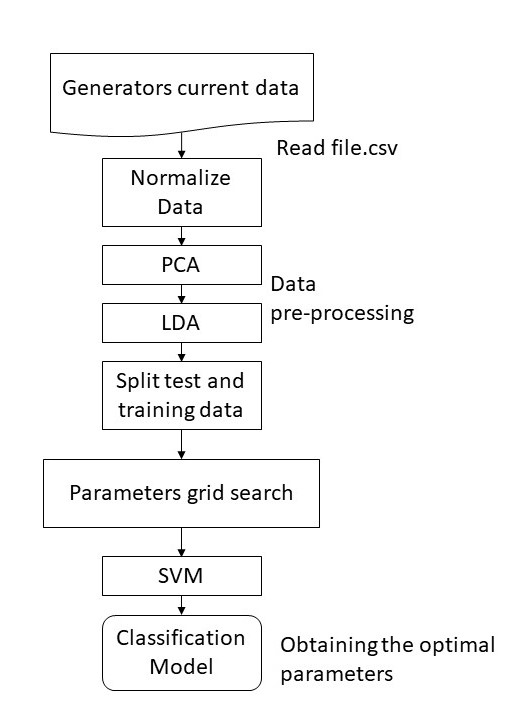 Generators current data
Read file.csv
Normalize
Data
PCA
Data
pre-processing
LDA
Split test and
training data
Parameters grid search
SVM
Classification
Model
Obtaining the optimal
parameters